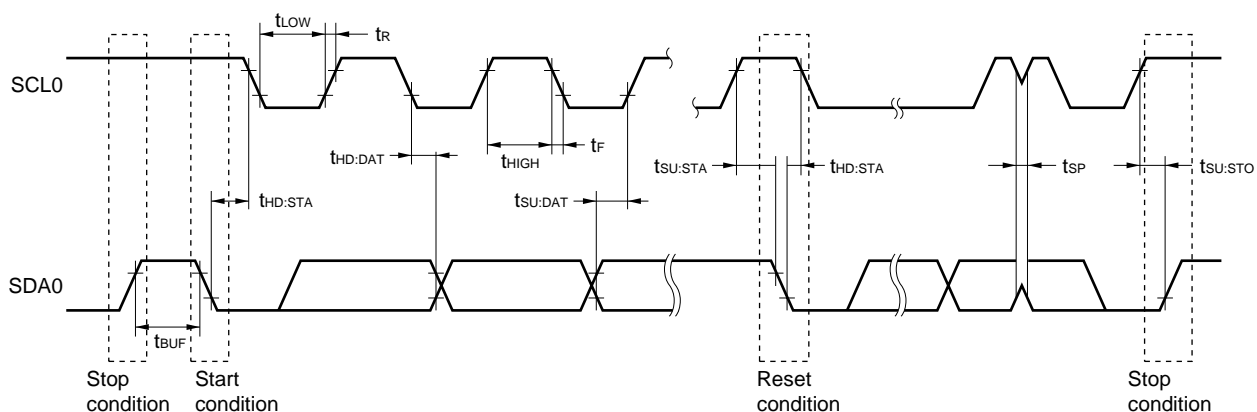 tLOW
tR
SCL0
tHD:DAT
tHIGH
tF
tSU:STA
tHD:STA
tSP
tSU:STO
tHD:STA
tSU:DAT
SDA0
tBUF
Stop
condition
Start
condition
Reset
condition
Stop
condition